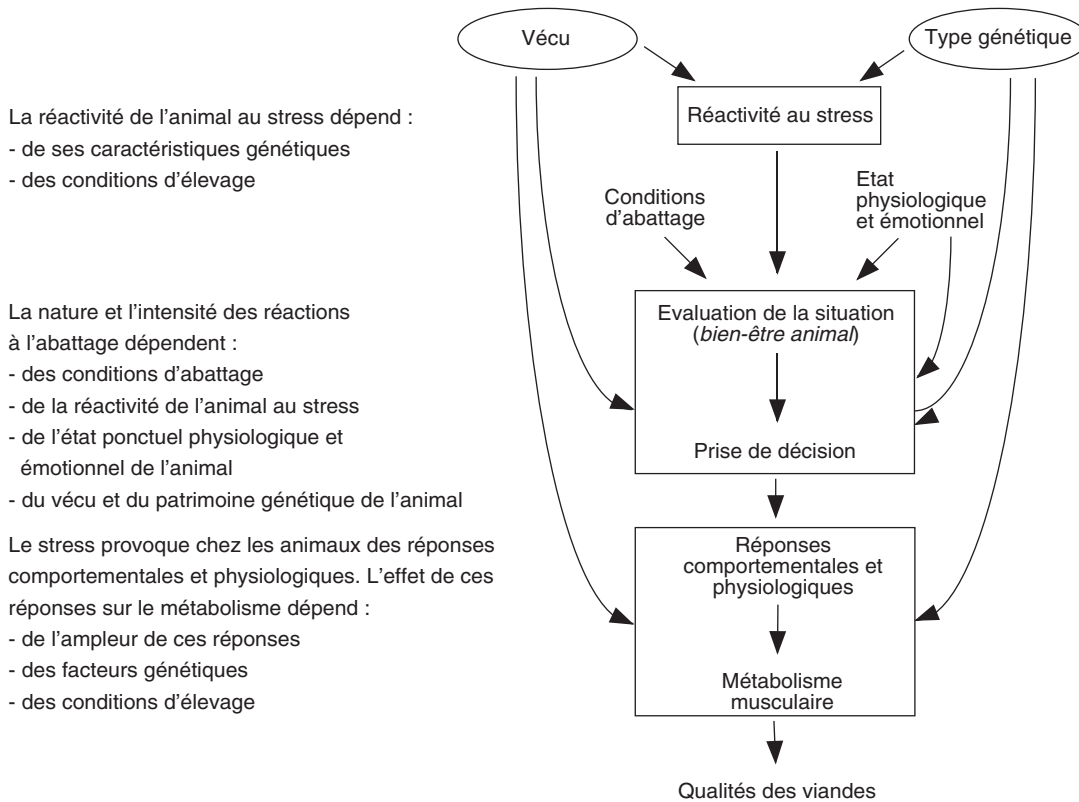 Vécu
Type génétique
La réactivité de l'animal au stress dépend :
- de ses caractéristiques génétiques
- des conditions d'élevage
Réactivité au stress
Conditions
d'abattage
Etat
physiologique
et émotionnel
La nature et l'intensité des réactions
à l'abattage dépendent :
- des conditions d'abattage
- de la réactivité de l'animal au stress
- de l'état ponctuel physiologique et
émotionnel de l'animal
- du vécu et du patrimoine génétique de l'animal
Evaluation de la situation
(bien-être animal)
Prise de décision
Le stress provoque chez les animaux des réponses
comportementales et physiologiques. L'effet de ces
réponses sur le métabolisme dépend :
- de l'ampleur de ces réponses
- des facteurs génétiques
- des conditions d'élevage
Réponses
comportementales et
physiologiques
Métabolisme
musculaire
Qualités des viandes